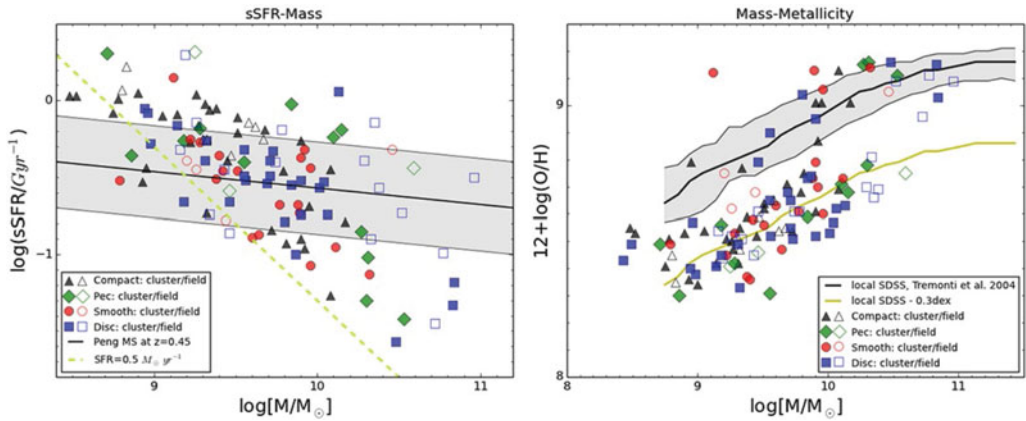 sSFR-Mass
log(sSFR/Gyr⁻¹)
0
−1
Compact: cluster/field
Pec: cluster/field
Smooth: cluster/field
Disc: cluster/field
Peng MS at z=0.45
SFR=0.5 M⊙ yr⁻¹
9
10
11
log[M/M⊙]
Mass-Metallicity
12+log(O/H)
9
8
local SDSS, Tremonti et al. 2004
local SDSS - 0.3dex
Compact: cluster/field
Pec: cluster/field
Smooth: cluster/field
Disc: cluster/field
8
9
10
11
log[M/M⊙]